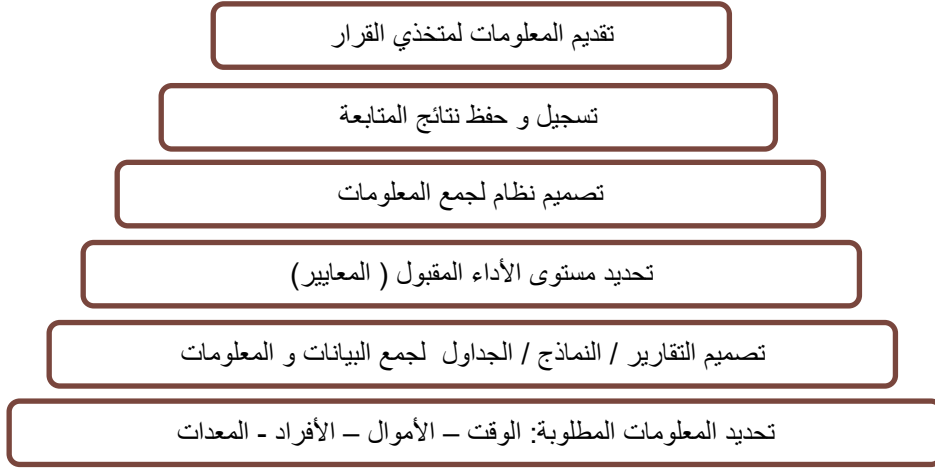 تقديم المعلومات لمتخذي القرار
تسجيل و حفظ نتائج المتابعة
تصميم نظام لجمع المعلومات
تحديد مستوى الأداء المقبول ( المعايير)
تصميم التقارير / النماذج / الجداول لجمع البيانات و المعلومات
تحديد المعلومات المطلوبة: الوقت – الأموال – الأفراد - المعدات